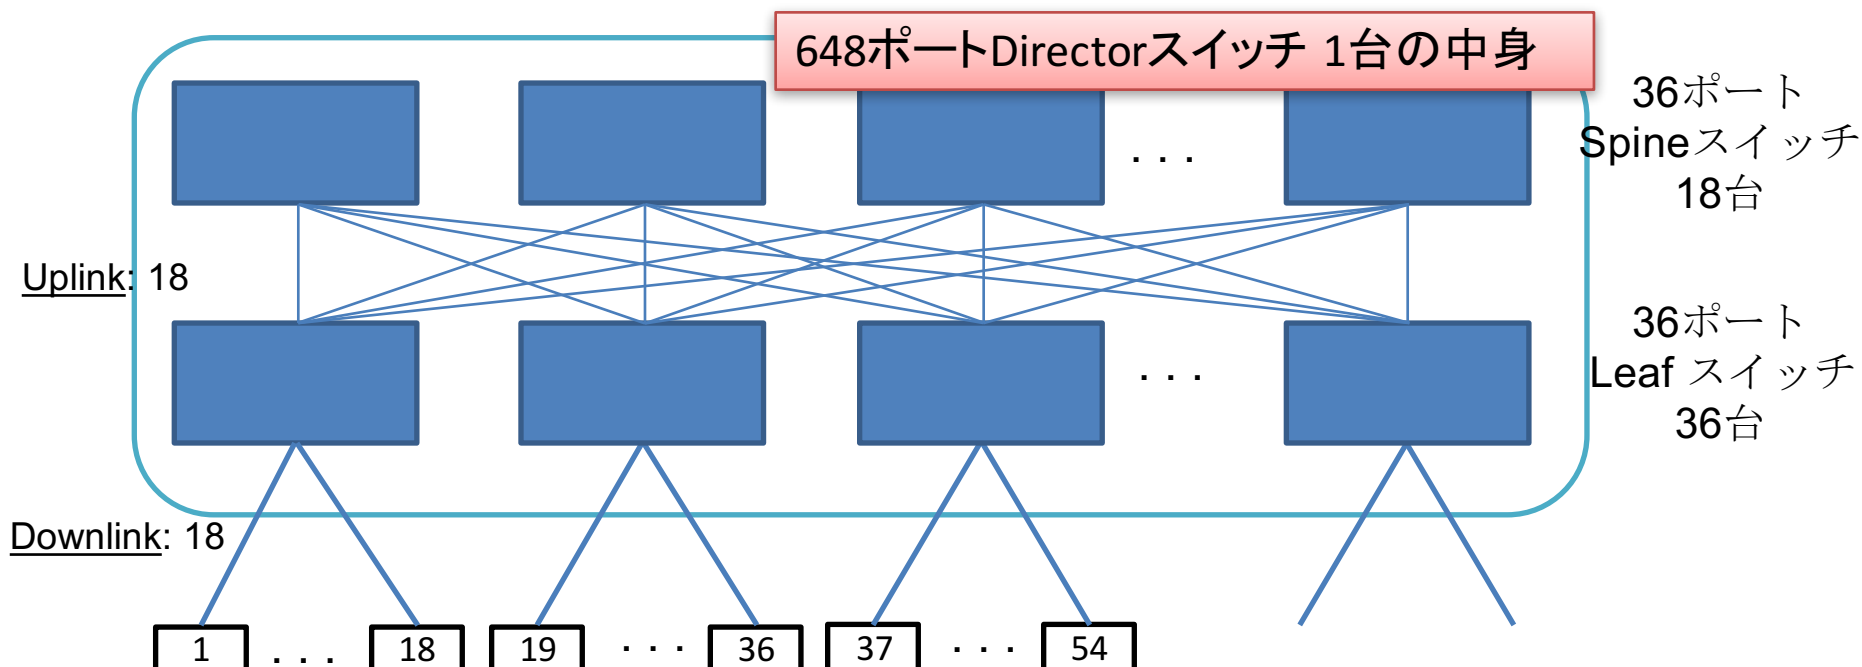 648ポートDirectorスイッチ 1台の中身
36ポート
Spineスイッチ
18台
. . .
Uplink: 18
36ポート
Leaf スイッチ
36台
. . .
Downlink: 18
1 . . . 18 19 . . . 36 37 . . . 54